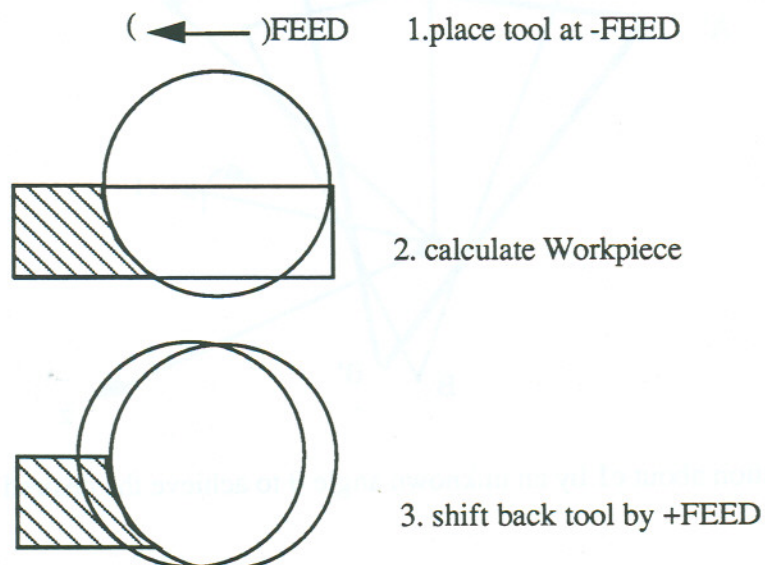 ( )FEED
1.place tool at -FEED
2. calculate Workpiece
3. shift back tool by +FEED